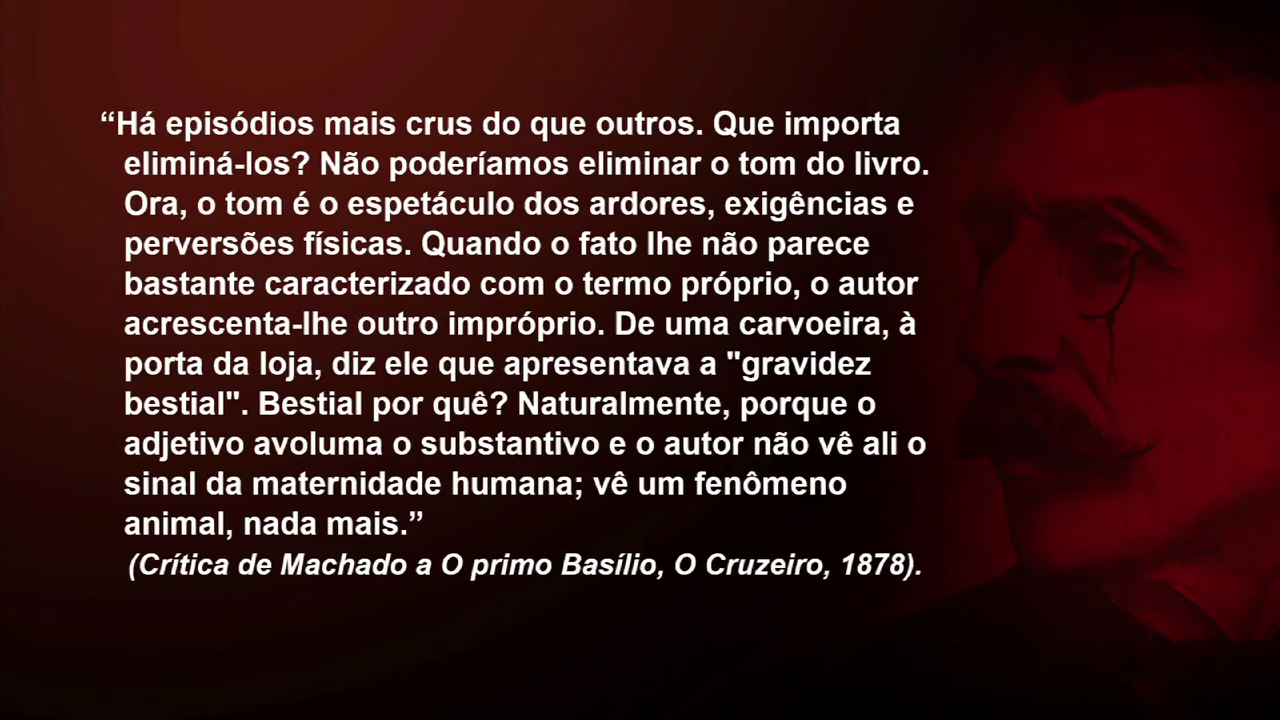 “Há episódios mais crus do que outros. Que importa
eliminá-los? Não poderíamos eliminar o tom do livro.
Ora, o tom é o espetáculo dos ardores, exigências e
perversões físicas. Quando o fato lhe não parece
bastante caracterizado com o termo próprio, o autor
acrescenta-lhe outro impróprio. De uma carvoeira, à
porta da loja, diz ele que apresentava a "gravidez
bestial". Bestial por quê? Naturalmente, porque o
adjetivo avoluma o substantivo e o autor não vê ali o
sinal da maternidade humana; vê um fenômeno
animal, nada mais.”
(Crítica de Machado a O primo Basílio, O Cruzeiro, 1878).